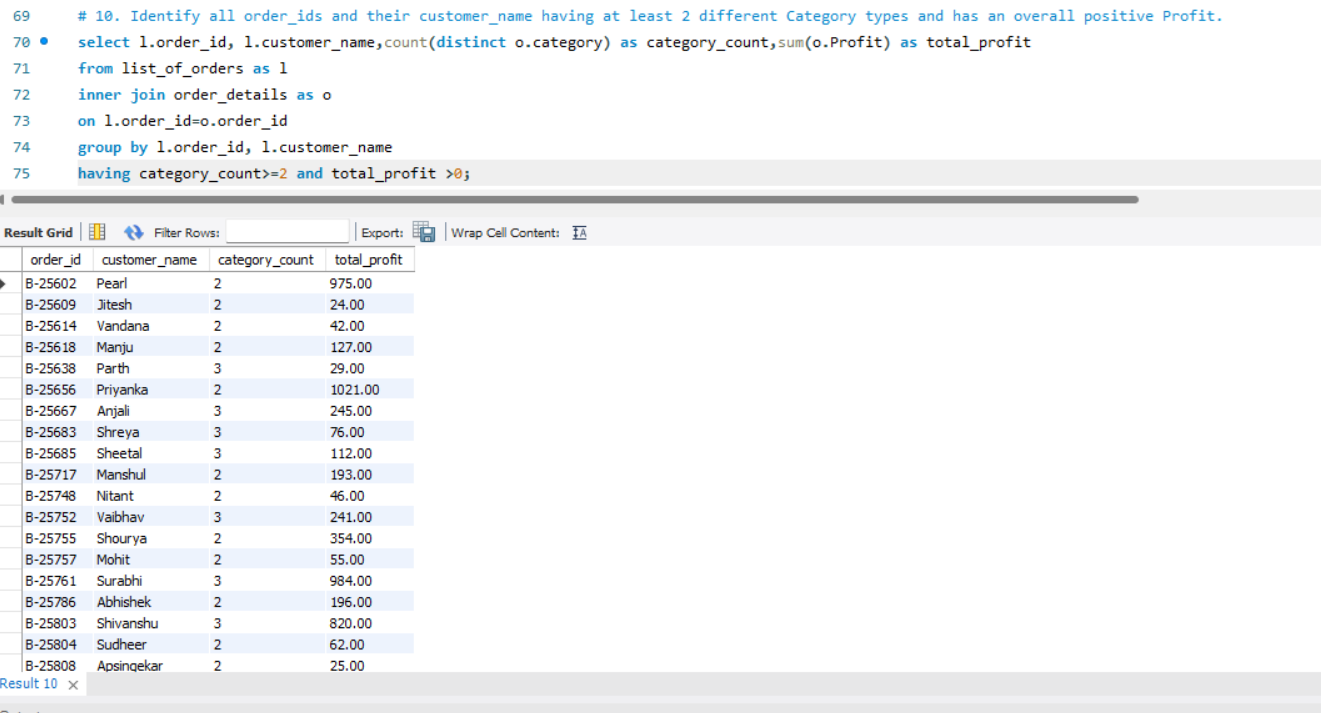 69 # 10. Identify all order_ids and their customer_name having at least 2 different Category types and has an overall positive Profit.
70 select l.order_id, l.customer_name,count(distinct o.category) as category_count,sum(o.Profit) as total_profit
71 from list_of_orders as l
72 inner join order_details as o
73 on l.order_id=o.order_id
74 group by l.order_id, l.customer_name
75 having category_count>=2 and total_profit >0;
Result Grid Filter Rows: Export: Wrap Cell Content: IA
order_id customer_name category_count total_profit
B-25602 Pearl 2 975.00
B-25609 Jitesh 2 24.00
B-25614 Vandana 2 42.00
B-25618 Manju 2 127.00
B-25638 Parth 3 29.00
B-25656 Priyanka 2 1021.00
B-25667 Anjali 3 245.00
B-25683 Shreya 3 76.00
B-25685 Sheetal 3 112.00
B-25717 Manshul 2 193.00
B-25748 Nitant 2 46.00
B-25752 Vaibhav 3 241.00
B-25755 Shourya 2 354.00
B-25757 Mohit 2 55.00
B-25761 Surabhi 3 984.00
B-25786 Abhishek 2 196.00
B-25803 Shivanshu 3 820.00
B-25804 Sudheer 2 62.00
B-25808 Apsingekar 2 25.00
Result 10 ×